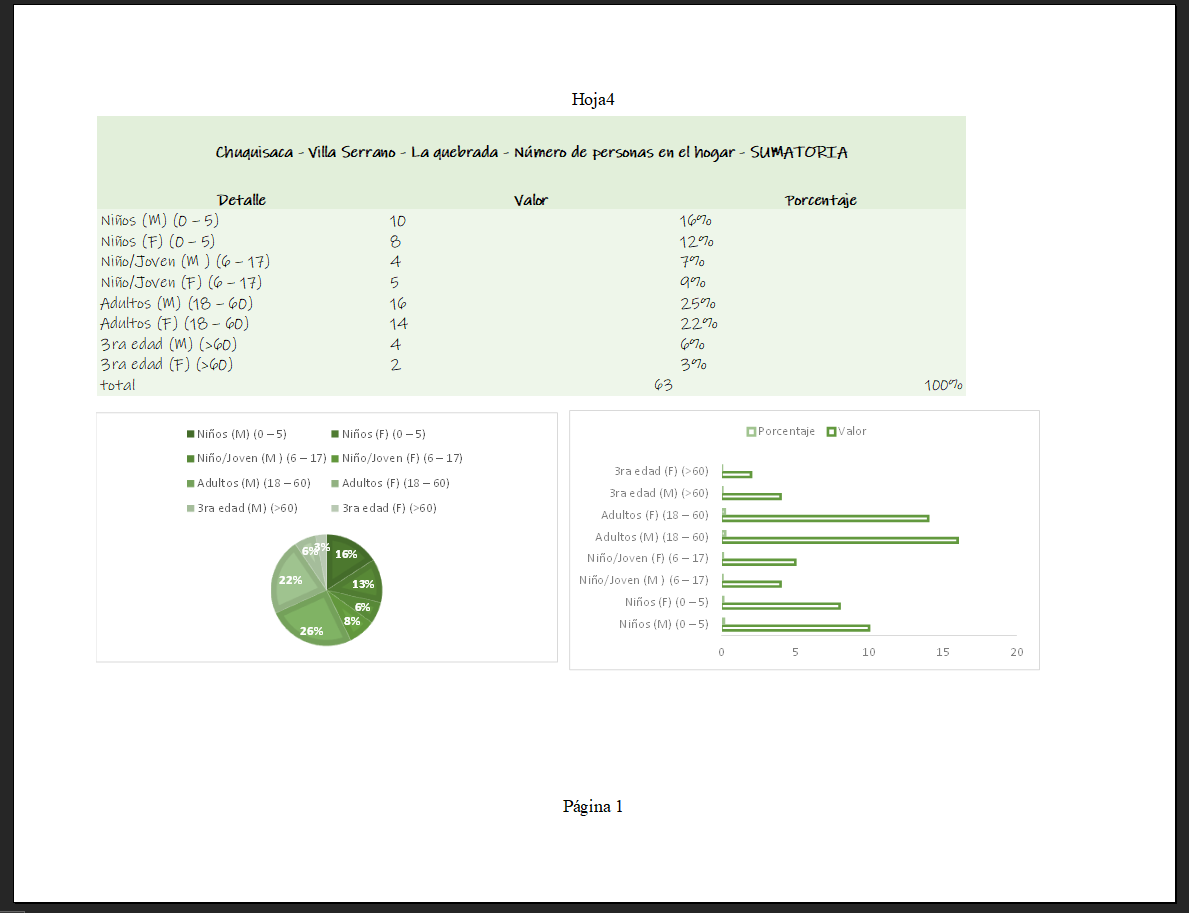 Hoja4
Chuquisaca - Villa Serrano - La quebrada - Número de personas en el hogar - SUMATORIA
Detalle Valor Porcentaje
Niños (M) (0 – 5) 10 16%
Niños (F) (0 – 5) 8 12%
Niño/Joven (M ) (6 – 17) 4 7%
Niño/Joven (F) (6 – 17) 5 9%
Adultos (M) (18 – 60) 16 25%
Adultos (F) (18 – 60) 14 22%
3ra edad (M) (>60) 4 6%
3ra edad (F) (>60) 2 3%
total 63 100%
Niños (M) (0 – 5) Niños (F) (0 – 5)
Niño/Joven (M ) (6 – 17) Niño/Joven (F) (6 – 17)
Adultos (M) (18 – 60) Adultos (F) (18 – 60)
3ra edad (M) (>60) 3ra edad (F) (>60)
6% 3% 16%
22% 13%
6%
8%
26%
Porcentaje Valor
3ra edad (F) (>60)
3ra edad (M) (>60)
Adultos (F) (18 – 60)
Adultos (M) (18 – 60)
Niño/Joven (F) (6 – 17)
Niño/Joven (M ) (6 – 17)
Niños (F) (0 – 5)
Niños (M) (0 – 5)
0 5 10 15 20
Página 1